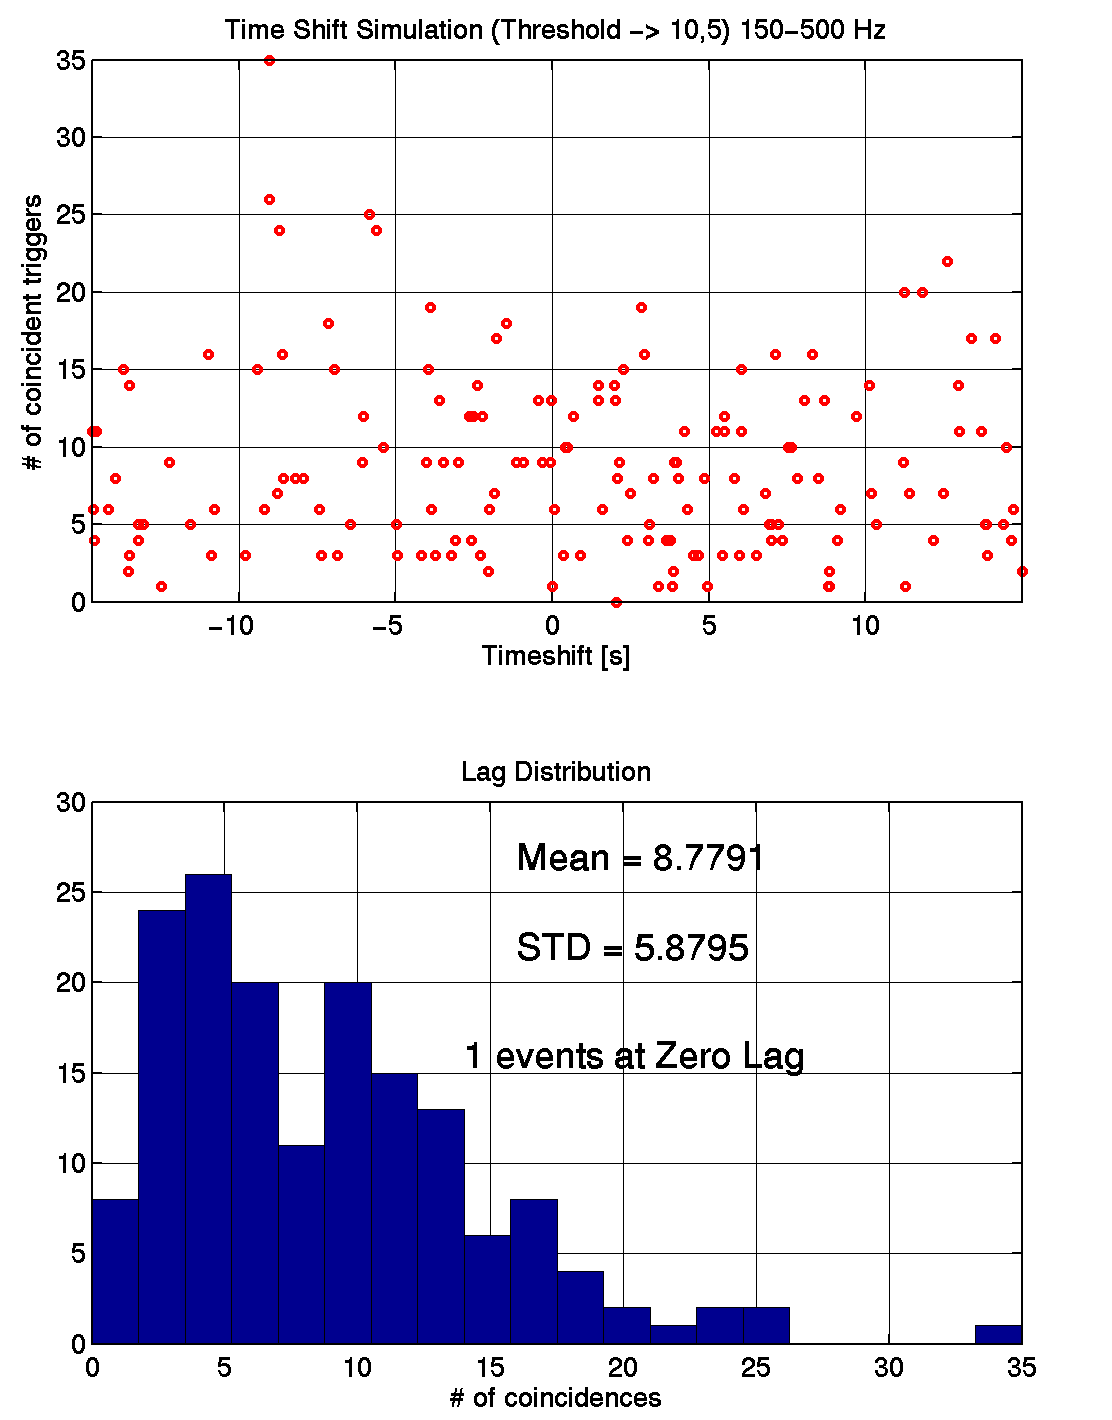 Time Shift Simulation (Threshold −> 10,5) 150−500 Hz
35
30
25
20
15
10
5
0
# of coincident triggers
−10 −5 0 5 10
Timeshift [s]
Lag Distribution
30
25
20
15
10
5
0
Mean = 8.7791
STD = 5.8795
1 events at Zero Lag
0 5 10 15 20 25 30 35
# of coincidences